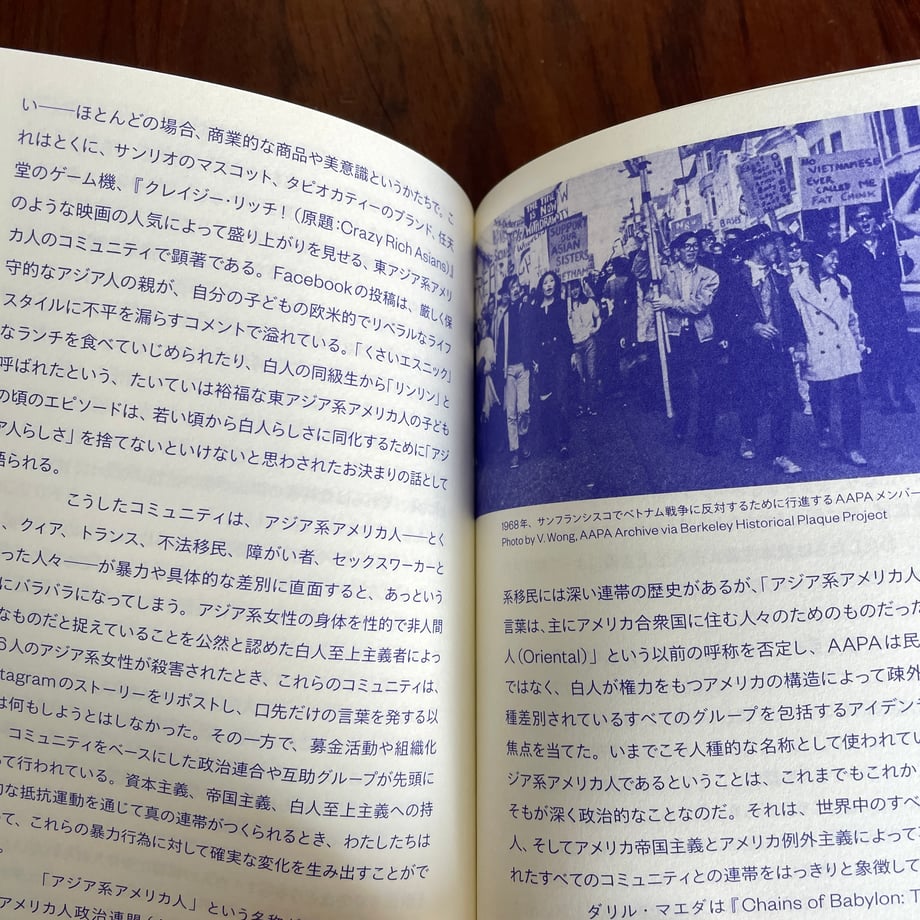 い——ほとんどの場合、商業的な商品や美意識というかたちで。こ
れはとくに、サンリオのマスコット、タピオカティーのブランド、任天
堂のゲーム機、『クレイジー・リッチ！（原題：Crazy Rich Asians）』
のような映画の人気によって盛り上がりを見せる、東アジア系アメリ
カ人のコミュニティで顕著である。Facebookの投稿は、厳しく保
守的なアジア人の親が、自分の子どもの欧米的でリベラルなライフ
スタイルに不平を漏らすコメントで溢れている。「くさいエスニック」
なランチを食べていじめられたり、白人の同級生から「リンリン」と
呼ばれたという、たいていは裕福な東アジア系アメリカ人の子ども
の頃のエピソードは、若い頃から白人らしさに同化するために「アジ
ア人らしさ」を捨てないといけないと思わされたお決まりの話として
語られる。
こうしたコミュニティは、アジア系アメリカ人——とく
、クィア、トランス、不法移民、障がい者、セックスワーカーと
った人々——が暴力や具体的な差別に直面すると、あっという
にバラバラになってしまう。アジア系女性の身体を性的で非人間
なものだと捉えていることを公然と認めた白人至上主義者によっ
6人のアジア系女性が殺害されたとき、これらのコミュニティは、
tagramのストーリーをリポストし、口先だけの言葉を発する以
は何もしようとはしなかった。その一方で、募金活動や組織化
、コミュニティをベースにした政治連合や互助グループが先頭に
って行われている。資本主義、帝国主義、白人至上主義への持
的な抵抗運動を通じて真の連帯がつくられるとき、わたしたちは
て、これらの暴力行為に対して確実な変化を生み出すことがで
。
「アジア系アメリカ人」という名称が
アメリカ人政治連盟
THE TIME
IS NOW
SUPPORT
OUR
ASIAN
SISTERS
VIETNAM
NO VIETNAMESE
EVER
CALLED ME
FAT CHINK
1968年、サンフランシスコでベトナム戦争に反対するために行進するAAPAメンバー
Photo by V. Wong, AAPA Archive via Berkeley Historical Plaque Project
系移民には深い連帯の歴史があるが、「アジア系アメリカ人
言葉は、主にアメリカ合衆国に住む人々のためのものだった
人（Oriental）」という以前の呼称を否定し、AAPAは民
ではなく、白人が権力をもつアメリカの構造によって疎外
種差別されているすべてのグループを包括するアイデン
焦点を当てた。いまでこそ人種的な名称として使われてい
ジア系アメリカ人であるということは、これまでもこれか
そもが深く政治的なことなのだ。それは、世界中のすべ
人、そしてアメリカ帝国主義とアメリカ例外主義によって
れたすべてのコミュニティとの連帯をはっきりと象徴して
ダリル・マエダは『Chains of Babylon: T